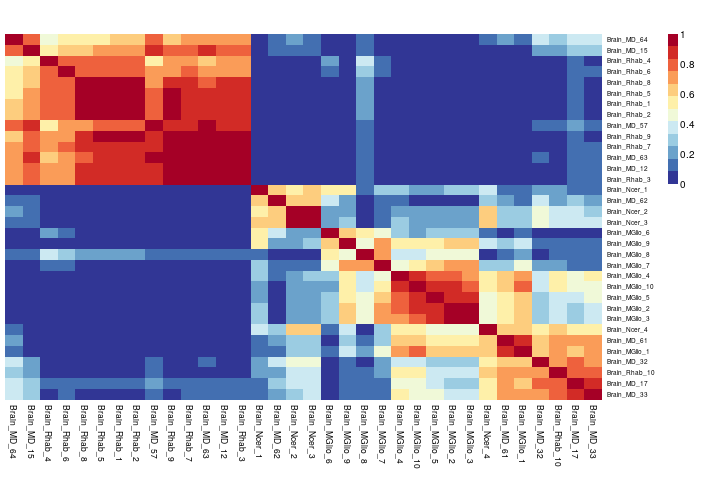 Brain_MD_64
Brain_MD_15
Brain_Rhab_4
Brain_Rhab_6
Brain_Rhab_8
Brain_Rhab_5
Brain_Rhab_1
Brain_Rhab_2
Brain_MD_57
Brain_Rhab_9
Brain_Rhab_7
Brain_MD_63
Brain_MD_12
Brain_Rhab_3
Brain_Ncer_1
Brain_MD_62
Brain_Ncer_2
Brain_Ncer_3
Brain_MGlio_6
Brain_MGlio_9
Brain_MGlio_8
Brain_MGlio_7
Brain_MGlio_4
Brain_MGlio_10
Brain_MGlio_5
Brain_MGlio_2
Brain_MGlio_3
Brain_Ncer_4
Brain_MD_61
Brain_MGlio_1
Brain_MD_32
Brain_Rhab_10
Brain_MD_17
Brain_MD_33
1
0.8
0.6
0.4
0.2
0
Brain_MD_64
Brain_MD_15
Brain_Rhab_4
Brain_Rhab_6
Brain_Rhab_8
Brain_Rhab_5
Brain_Rhab_1
Brain_Rhab_2
Brain_MD_57
Brain_Rhab_9
Brain_Rhab_7
Brain_MD_63
Brain_MD_12
Brain_Rhab_3
Brain_Ncer_1
Brain_MD_62
Brain_Ncer_2
Brain_Ncer_3
Brain_MGlio_6
Brain_MGlio_9
Brain_MGlio_8
Brain_MGlio_7
Brain_MGlio_4
Brain_MGlio_10
Brain_MGlio_5
Brain_MGlio_2
Brain_MGlio_3
Brain_Ncer_4
Brain_MD_61
Brain_MGlio_1
Brain_MD_32
Brain_Rhab_10
Brain_MD_17
Brain_MD_33